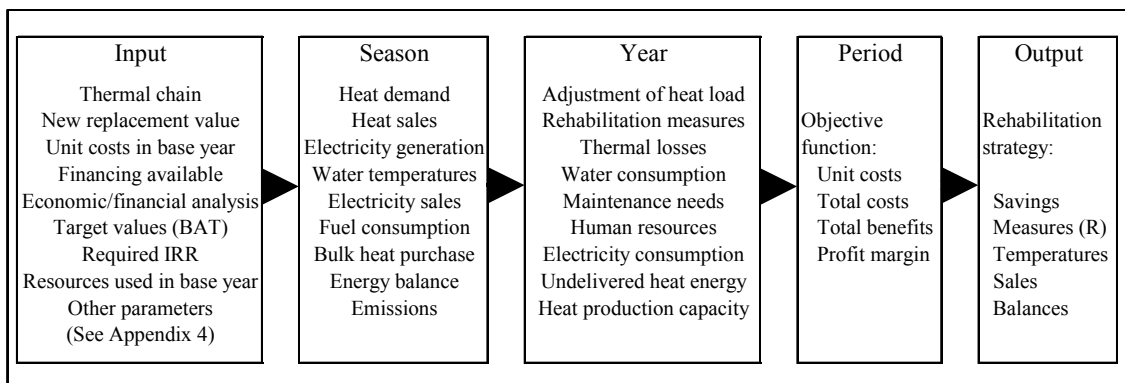 Input
Thermal chain
New replacement value
Unit costs in base year
Financing available
Economic/financial analysis
Target values (BAT)
Required IRR
Resources used in base year
Other parameters
(See Appendix 4)
Season
Heat demand
Heat sales
Electricity generation
Water temperatures
Electricity sales
Fuel consumption
Bulk heat purchase
Energy balance
Emissions
Year
Adjustment of heat load
Rehabilitation measures
Thermal losses
Water consumption
Maintenance needs
Human resources
Electricity consumption
Undelivered heat energy
Heat production capacity
Period
Objective
function:
Unit costs
Total costs
Total benefits
Profit margin
Output
Rehabilitation
strategy:
Savings
Measures (R)
Temperatures
Sales
Balances